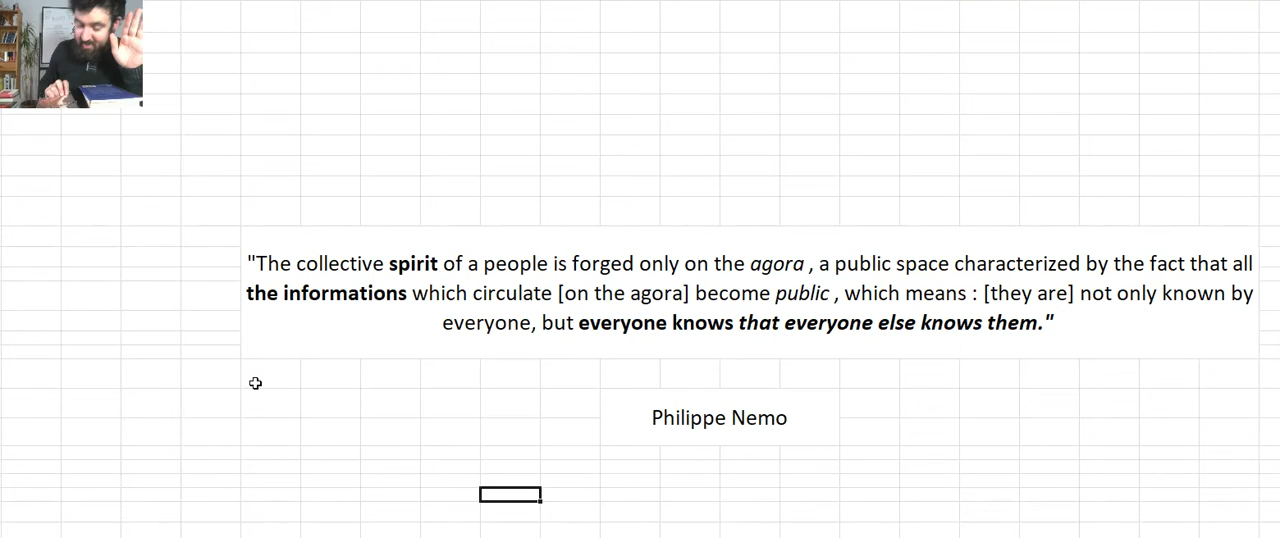 "The collective spirit of a people is forged only on the agora , a public space characterized by the fact that all
the informations which circulate [on the agora] become public , which means : [they are] not only known by
everyone, but everyone knows that everyone else knows them."
Philippe Nemo